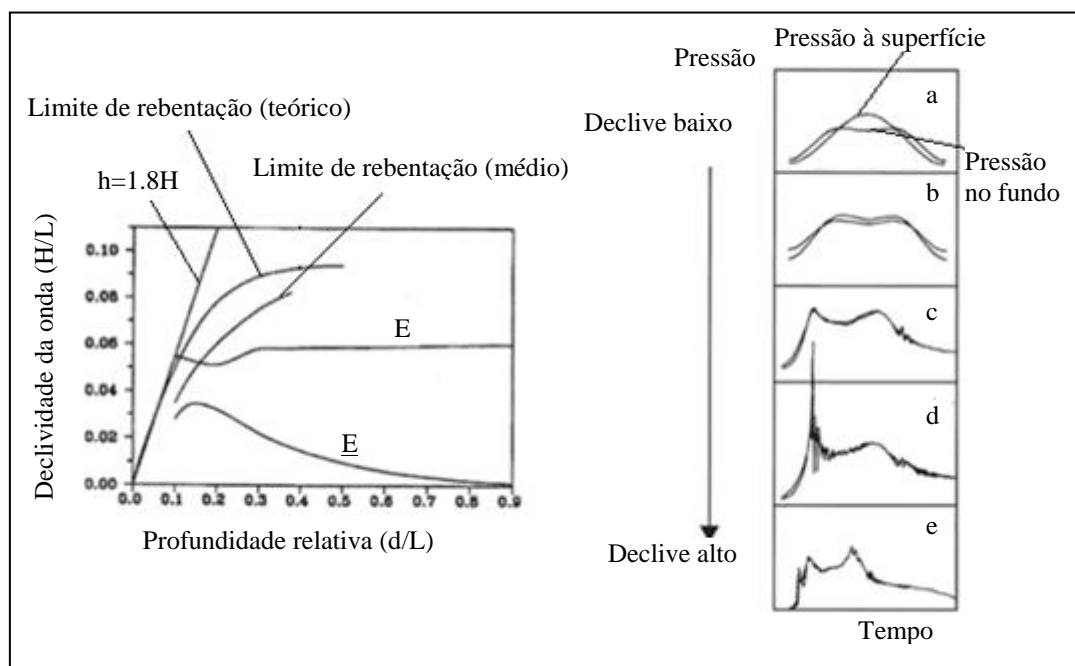 Limite de rebentação (teórico)
h=1.8H
Limite de rebentação (médio)
E
E
Declividade da onda (H/L)
0.10
0.08
0.06
0.04
0.02
0.00
0.0 0.1 0.2 0.3 0.4 0.5 0.6 0.7 0.8 0.9
Profundidade relativa (d/L)
Pressão
Pressão à superfície
Declive baixo
a
Pressão
no fundo
b
c
d
e
Declive alto
Tempo